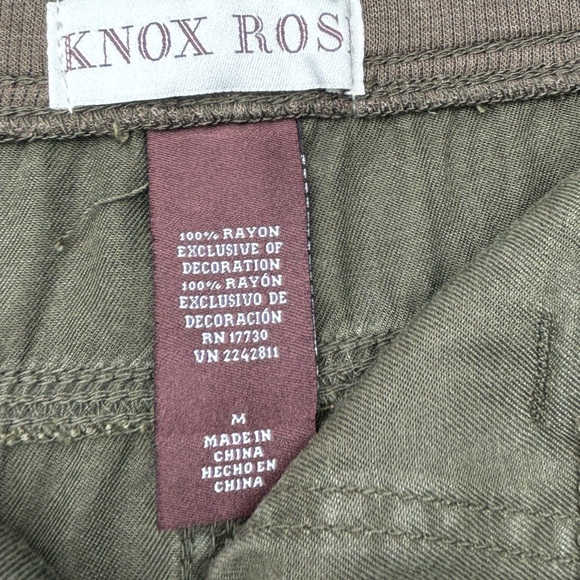 KNOX ROS
100% RAYON
EXCLUSIVE OF
DECORATION
100% RAYÓN
EXCLUSIVO DE
DECORACIÓN
RN 17730
VN 2242811
M
MADE IN
CHINA
HECHO EN
CHINA